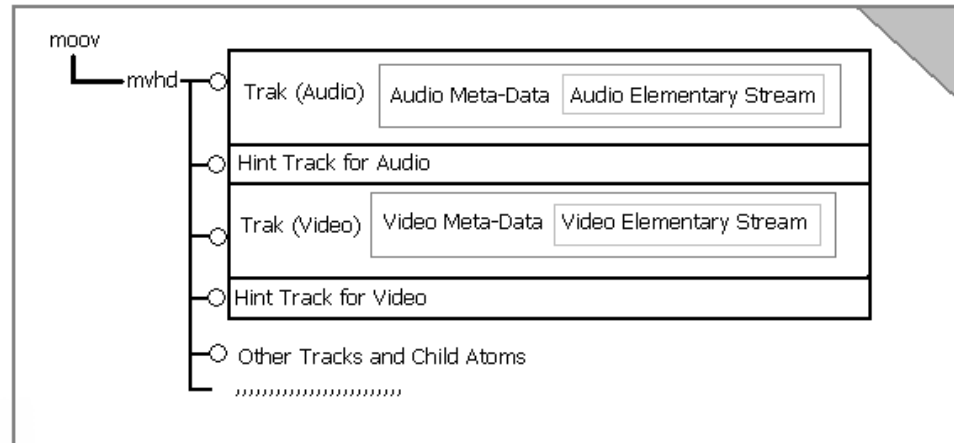 moov
mvhd
Trak (Audio) Audio Meta-Data Audio Elementary Stream
Hint Track for Audio
Trak (Video) Video Meta-Data Video Elementary Stream
Hint Track for Video
Other Tracks and Child Atoms
,,,,,,,,,,,,,,,,,,,,,,,,,